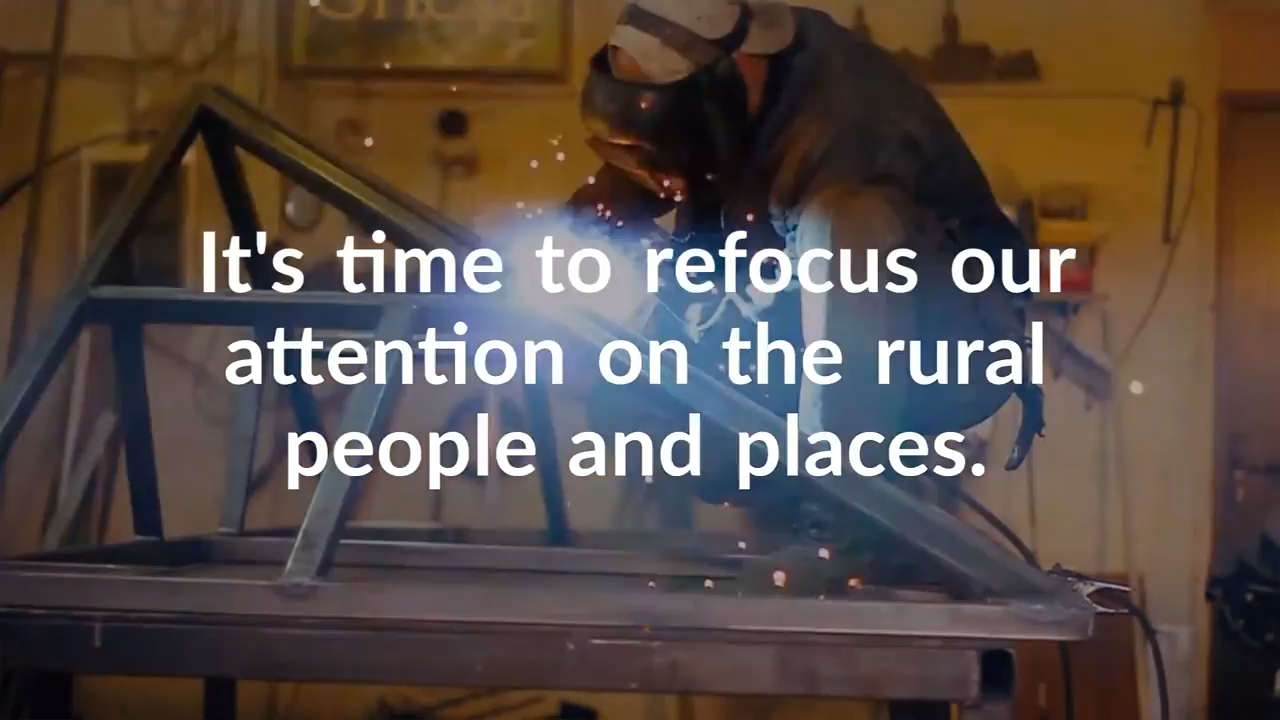 It's time to refocus our
attention on the rural
people and places.